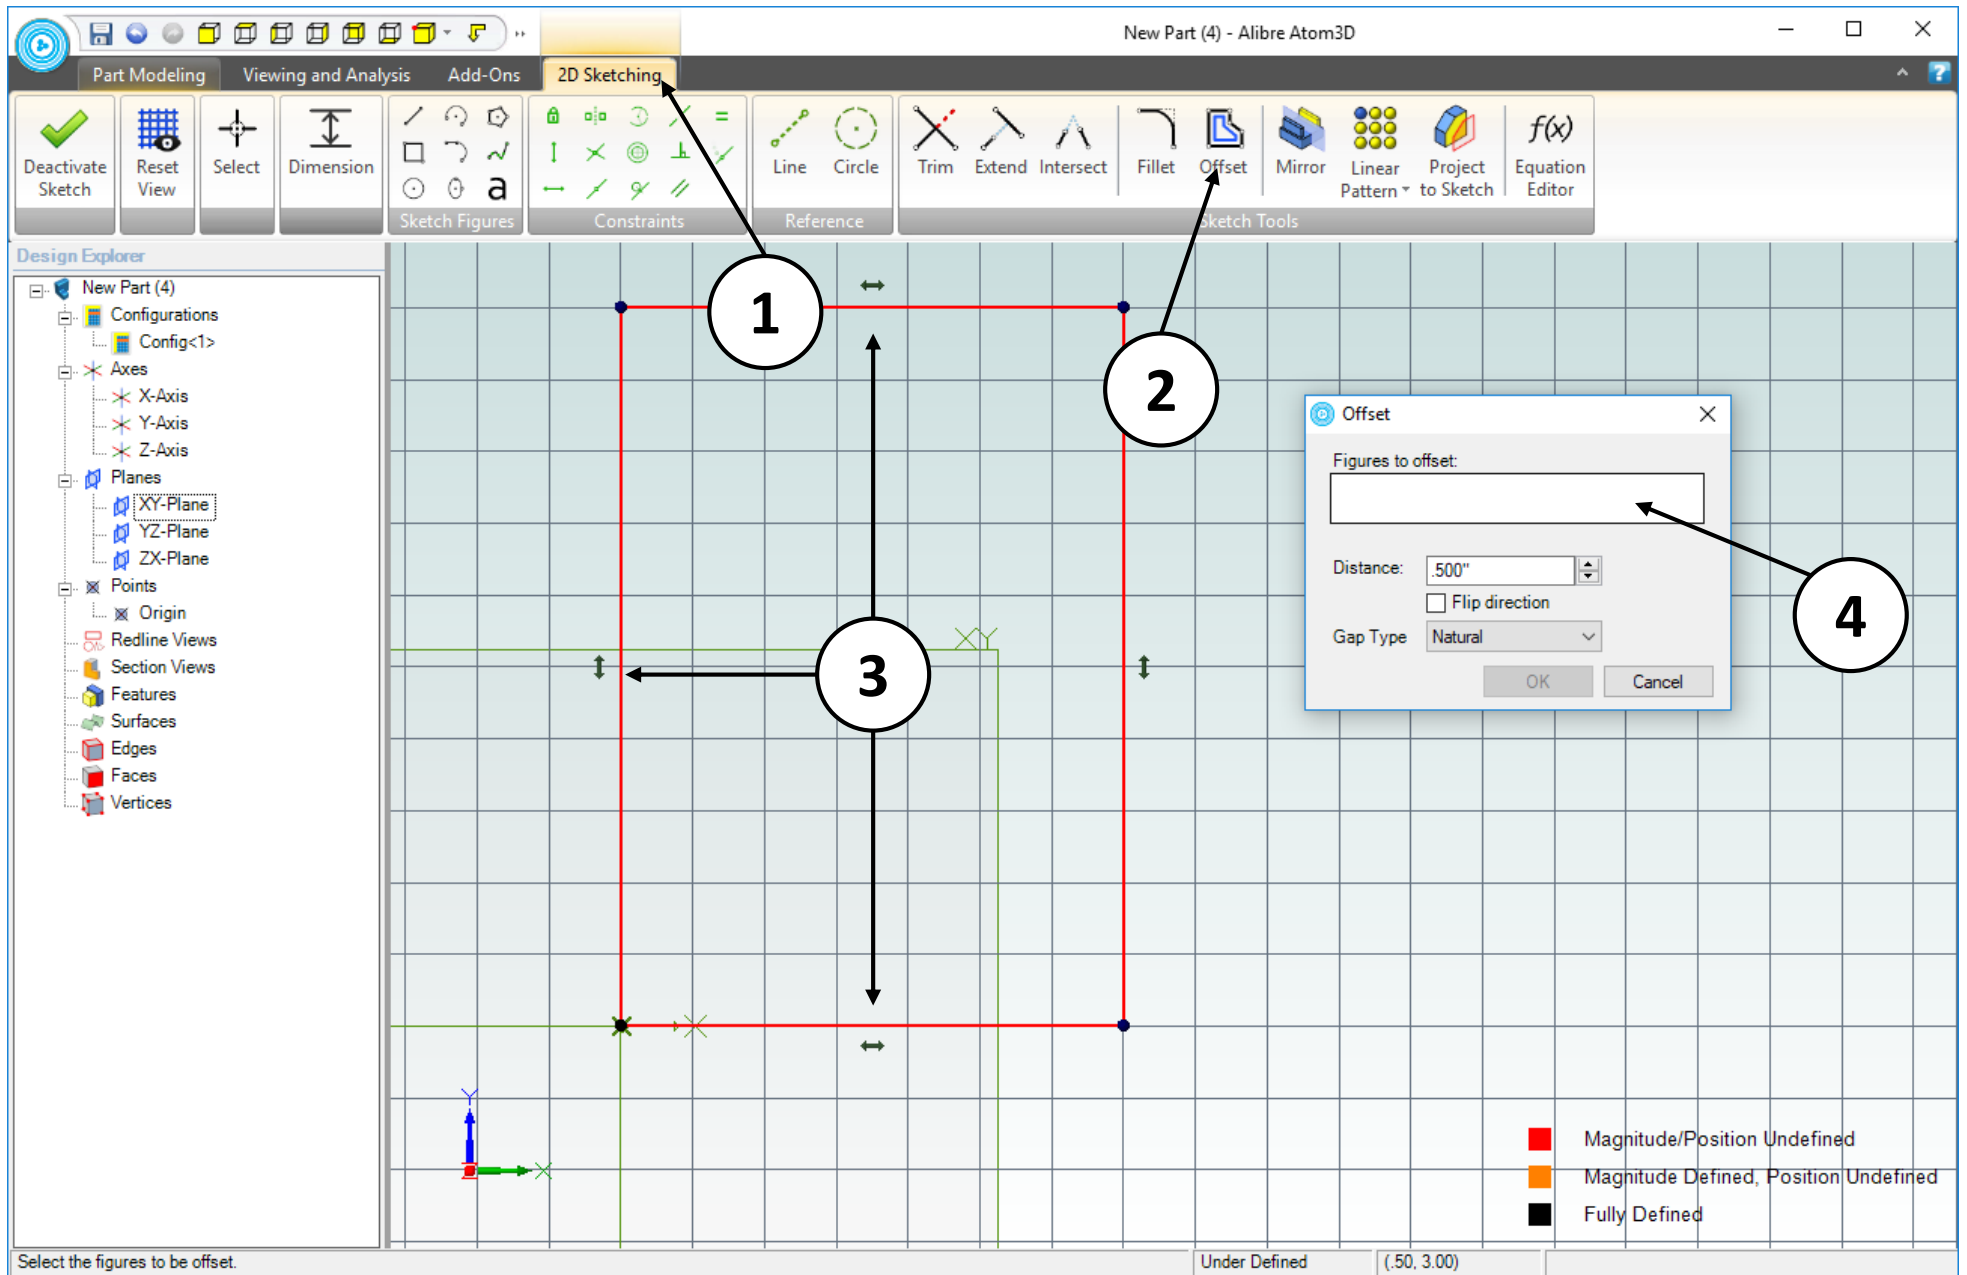 New Part (4) - Alibre Atom3D
Part Modeling Viewing and Analysis Add-Ons 2D Sketching
Deactivate Sketch
Reset View
Select
Dimension
a
Sketch Figures
Constraints
Line Circle
Reference
Trim Extend Intersect Fillet Offset Mirror
Linear Pattern
Project to Sketch
f(x)
Equation Editor
Sketch Tools
Design Explorer
New Part (4)
Configurations
Config<1>
Axes
X-Axis
Y-Axis
Z-Axis
Planes
XY-Plane
YZ-Plane
ZX-Plane
Points
Origin
Redline Views
Section Views
Features
Surfaces
Edges
Faces
Vertices
1
2
3
4
XY
X
Y
X
Offset
Figures to offset:
Distance: .500"
Flip direction
Gap Type Natural
OK Cancel
Magnitude/Position Undefined
Magnitude Defined, Position Undefined
Fully Defined
Select the figures to be offset.
Under Defined
(.50, 3.00)